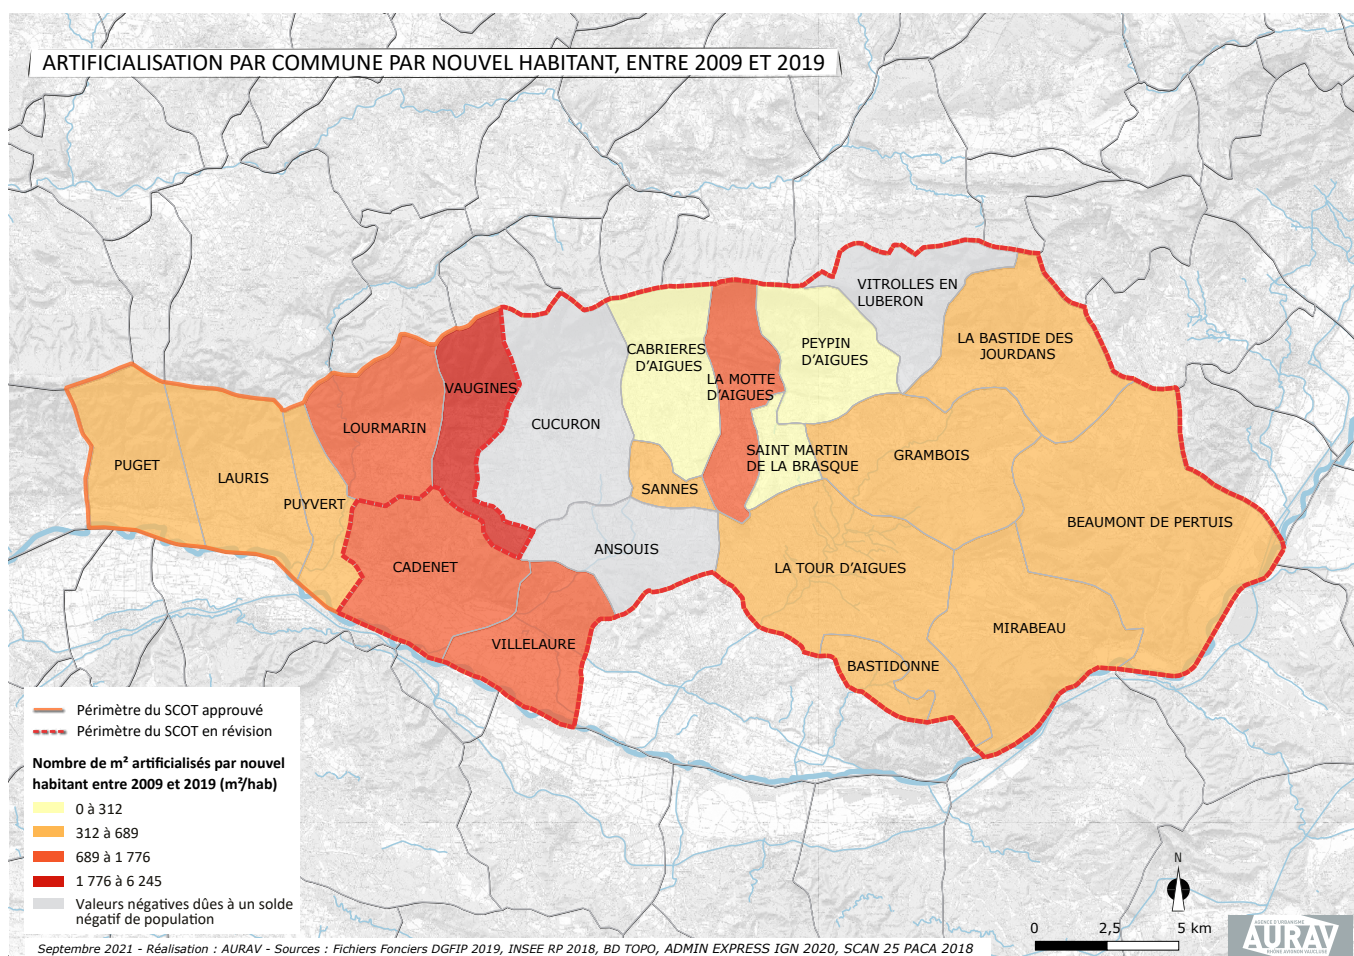 ARTIFICIALISATION PAR COMMUNE PAR NOUVEL HABITANT, ENTRE 2009 ET 2019
VITROLLES EN
LUBERON
LA BASTIDE DES
JOURDANS
PEYPIN
D'AIGUES
CABRIERES
D'AIGUES
LA MOTTE
D'AIGUES
VAUGINES
CUCURON
LOURMARIN
SAINT MARTIN
DE LA BRASQUE
GRAMBOIS
PUGET
LAURIS
PUYVERT
SANNES
BEAUMONT DE PERTUIS
ANSOUIS
CADENET
LA TOUR D'AIGUES
MIRABEAU
VILLELAURE
BASTIDONNE
Périmètre du SCOT approuvé
Périmètre du SCOT en révision
Nombre de m² artificialisés par nouvel
habitant entre 2009 et 2019 (m²/hab)
0 à 312
312 à 689
689 à 1 776
1 776 à 6 245
Valeurs négatives dûes à un solde
négatif de population
N
0 2,5 5 km
AGENCE D'URBANISME
AURAV
RHÔNE AVIGNON VAUCLUSE
Septembre 2021 - Réalisation : AURAV - Sources : Fichiers Fonciers DGFIP 2019, INSEE RP 2018, BD TOPO, ADMIN EXPRESS IGN 2020, SCAN 25 PACA 2018